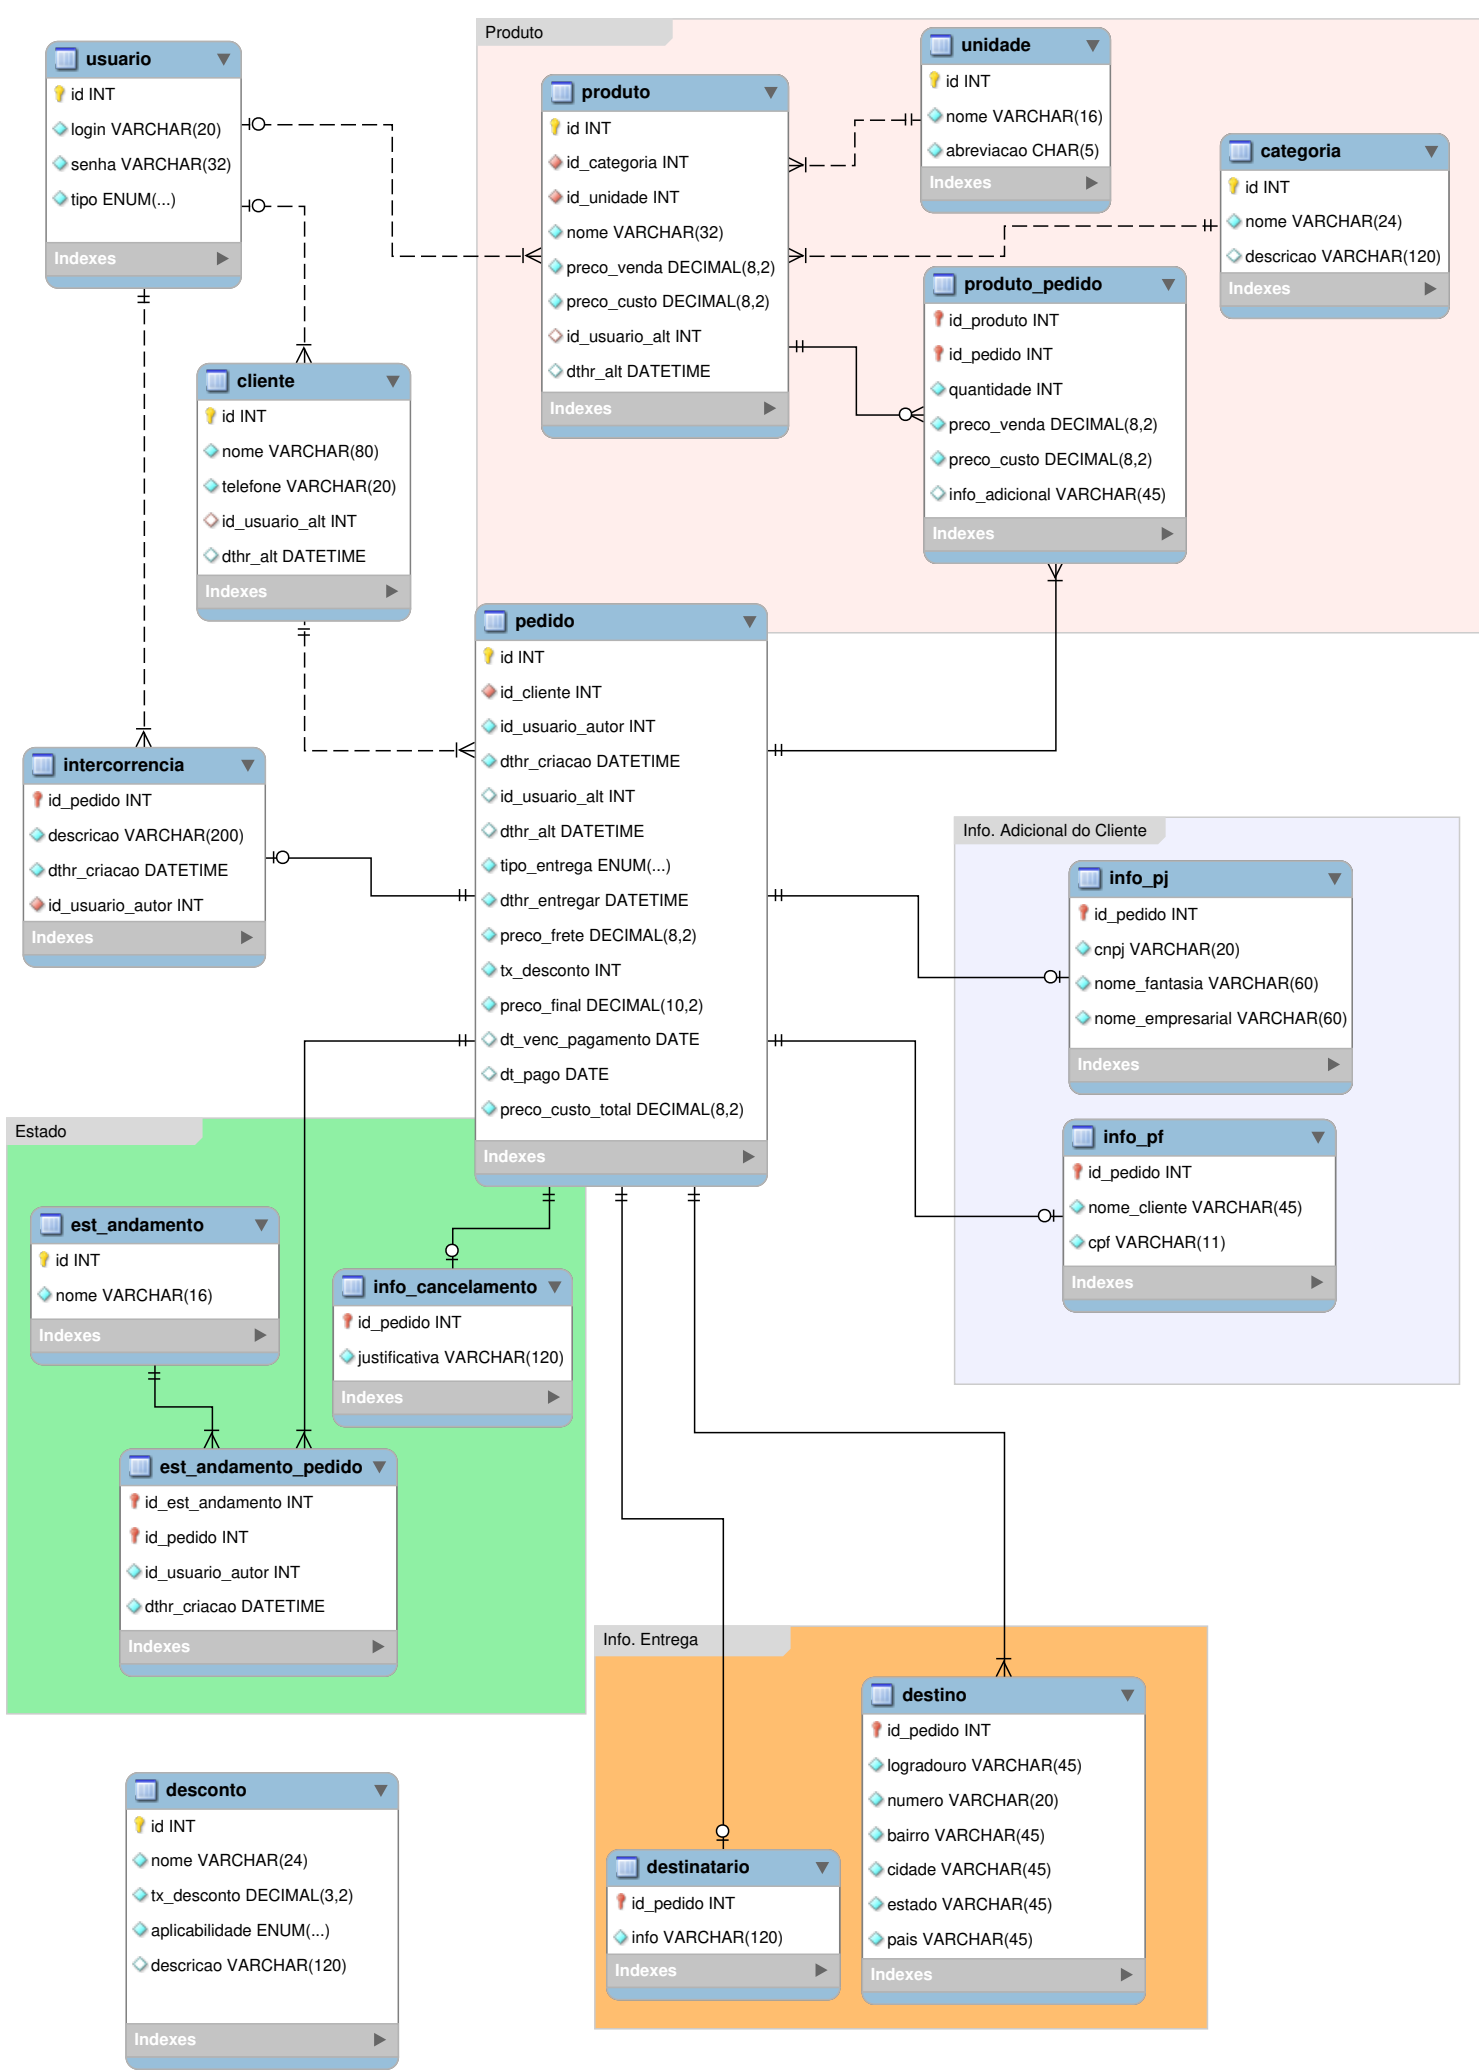 usuario
id INT
login VARCHAR(20)
senha VARCHAR(32)
tipo ENUM(...)
Indexes
Produto
produto
id INT
id_categoria INT
id_unidade INT
nome VARCHAR(32)
preco_venda DECIMAL(8,2)
preco_custo DECIMAL(8,2)
id_usuario_alt INT
dthr_alt DATETIME
Indexes
unidade
id INT
nome VARCHAR(16)
abreviacao CHAR(5)
Indexes
categoria
id INT
nome VARCHAR(24)
descricao VARCHAR(120)
Indexes
produto_pedido
id_produto INT
id_pedido INT
quantidade INT
preco_venda DECIMAL(8,2)
preco_custo DECIMAL(8,2)
info_adicional VARCHAR(45)
Indexes
cliente
id INT
nome VARCHAR(80)
telefone VARCHAR(20)
id_usuario_alt INT
dthr_alt DATETIME
Indexes
pedido
id INT
id_cliente INT
id_usuario_autor INT
dthr_criacao DATETIME
id_usuario_alt INT
dthr_alt DATETIME
tipo_entrega ENUM(...)
dthr_entregar DATETIME
preco_frete DECIMAL(8,2)
tx_desconto INT
preco_final DECIMAL(10,2)
dt_venc_pagamento DATE
dt_pago DATE
preco_custo_total DECIMAL(8,2)
Indexes
intercorrencia
id_pedido INT
descricao VARCHAR(200)
dthr_criacao DATETIME
id_usuario_autor INT
Indexes
Info. Adicional do Cliente
info_pj
id_pedido INT
cnpj VARCHAR(20)
nome_fantasia VARCHAR(60)
nome_empresarial VARCHAR(60)
Indexes
info_pf
id_pedido INT
nome_cliente VARCHAR(45)
cpf VARCHAR(11)
Indexes
Estado
est_andamento
id INT
nome VARCHAR(16)
Indexes
info_cancelamento
id_pedido INT
justificativa VARCHAR(120)
Indexes
est_andamento_pedido
id_est_andamento INT
id_pedido INT
id_usuario_autor INT
dthr_criacao DATETIME
Indexes
Info. Entrega
destino
id_pedido INT
logradouro VARCHAR(45)
numero VARCHAR(20)
bairro VARCHAR(45)
cidade VARCHAR(45)
estado VARCHAR(45)
pais VARCHAR(45)
Indexes
destinatario
id_pedido INT
info VARCHAR(120)
Indexes
desconto
id INT
nome VARCHAR(24)
tx_desconto DECIMAL(3,2)
aplicabilidade ENUM(...)
descricao VARCHAR(120)
Indexes